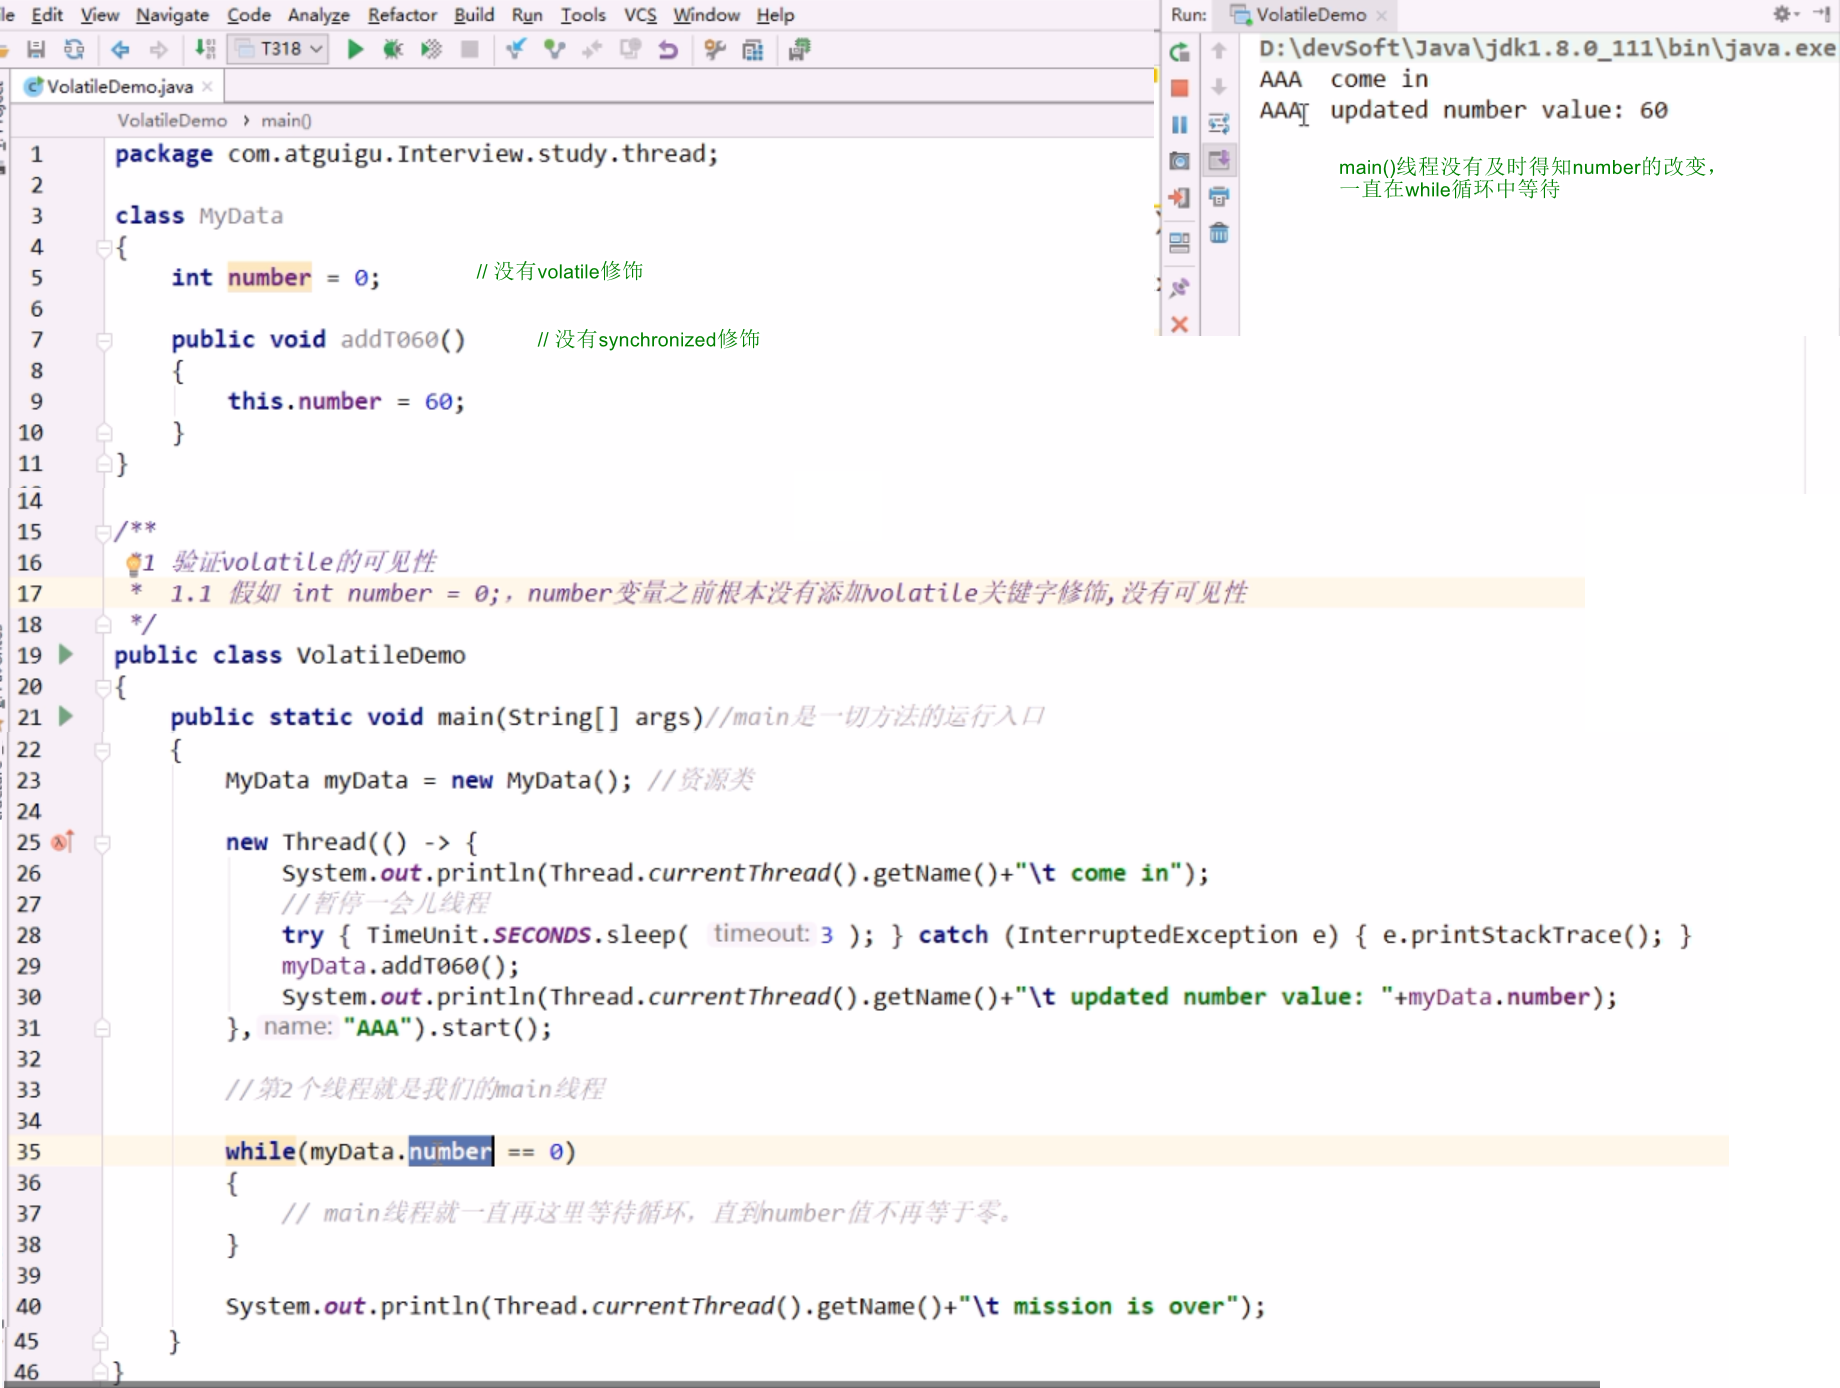 Edit View Navigate Code Analyze Refactor Build Run Tools VCS Window Help
T318
VolatileDemo.java
VolatileDemo › main()
1 package com.atguigu.Interview.study.thread;
2
3 class MyData
4 {
5 int number = 0; // 没有volatile修饰
6
7 public void addTO60() // 没有synchronized修饰
8 {
9 this.number = 60;
10 }
11 }
14
15 /**
16 *1 验证volatile的可见性
17 * 1.1 假如 int number = 0;, number变量之前根本没有添加volatile关键字修饰,没有可见性
18 */
19 public class VolatileDemo
20 {
21 public static void main(String[] args)//main是一切方法的运行入口
22 {
23 MyData myData = new MyData(); //资源类
24
25 new Thread(() -> {
26 System.out.println(Thread.currentThread().getName()+"\t come in");
27 //暂停一会儿线程
28 try { TimeUnit.SECONDS.sleep( timeout: 3 ); } catch (InterruptedException e) { e.printStackTrace(); }
29 myData.addTO60();
30 System.out.println(Thread.currentThread().getName()+"\t updated number value: "+myData.number);
31 }, name: "AAA").start();
32
33 //第2个线程就是我们的main线程
34
35 while(myData.number == 0)
36 {
37 // main线程就一直再这里等待循环，直到number值不再等于零。
38 }
39
40 System.out.println(Thread.currentThread().getName()+"\t mission is over");
45 }
46 }
Run: VolatileDemo
D:\devSoft\Java\jdk1.8.0_111\bin\java.exe
AAA come in
AAA updated number value: 60
main()线程没有及时得知number的改变，
一直在while循环中等待